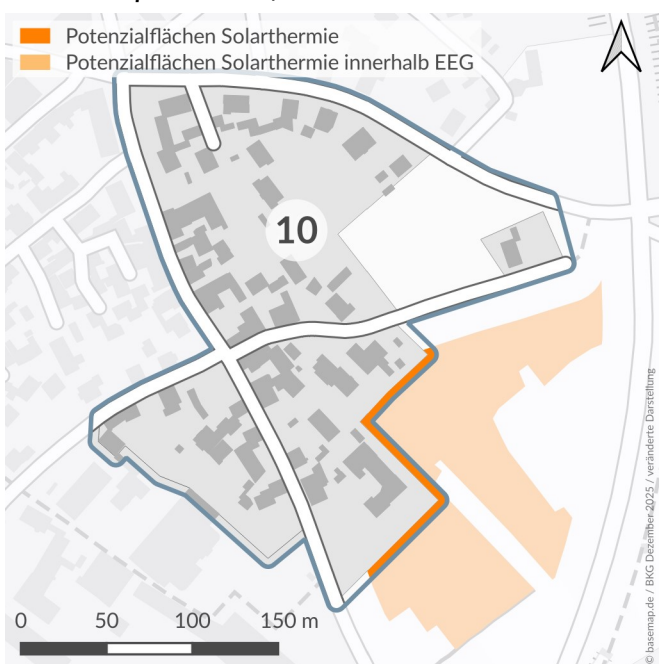 Potenzialflächen Solarthermie
Potenzialflächen Solarthermie innerhalb EEG
10
0 50 100 150 m
© basemap.de / BKG Dezember 2025 / veränderte Darstellung